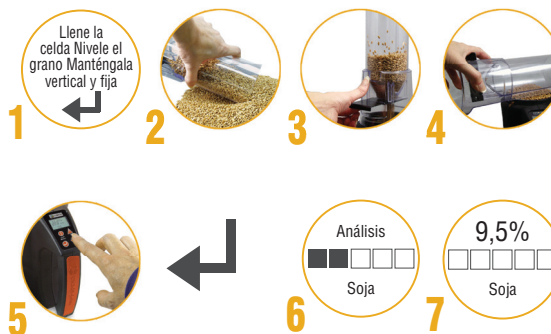 Llene la
celda Nivele el
grano Manténgala
vertical y fija
1
2
3
4
5
Análisis
Soja
6
9,5%
Soja
7